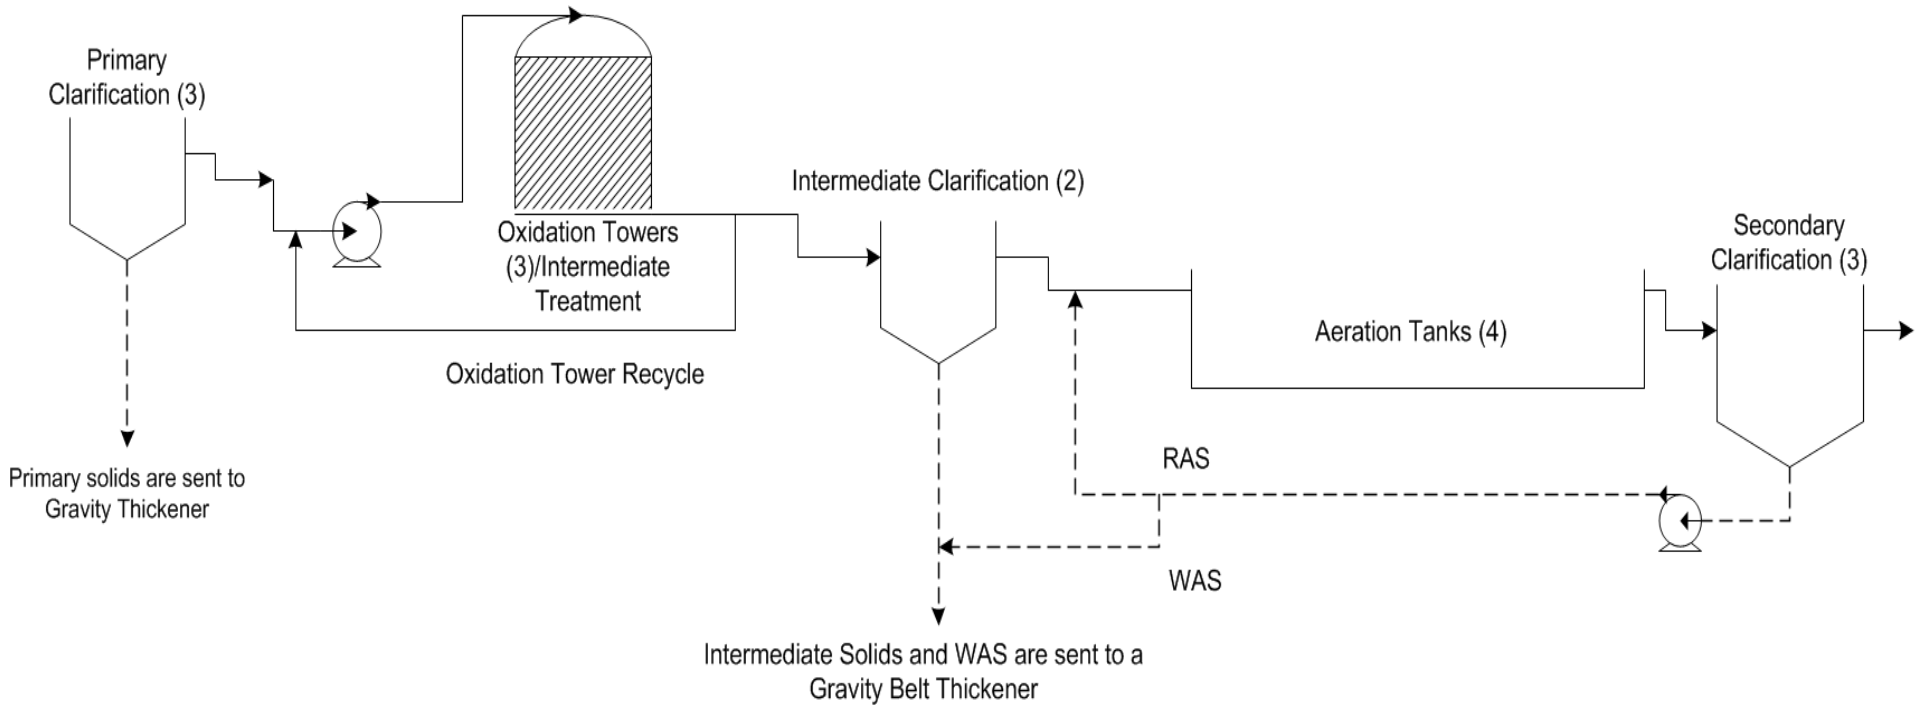 Primary
Clarification (3)
Oxidation Towers
(3)/Intermediate
Treatment
Oxidation Tower Recycle
Primary solids are sent to
Gravity Thickener
Intermediate Clarification (2)
Aeration Tanks (4)
Secondary
Clarification (3)
RAS
WAS
Intermediate Solids and WAS are sent to a
Gravity Belt Thickener